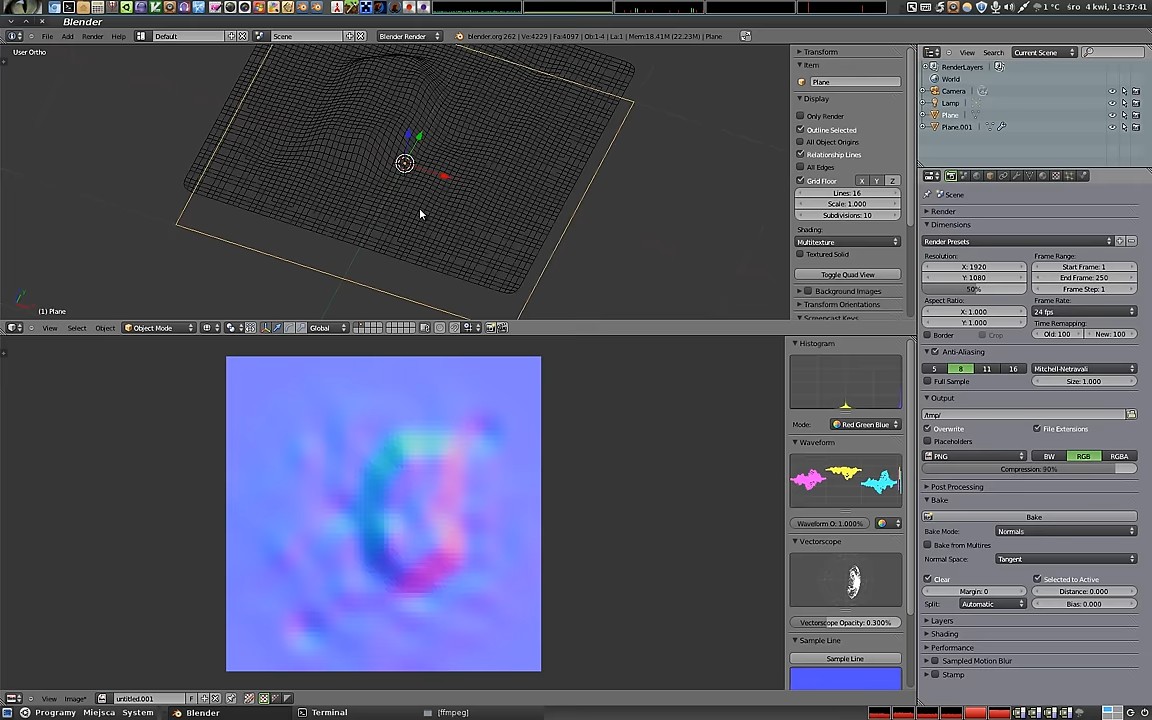 1 °C śro 4 kwi, 14:37:41
Blender
File Add Render Help Default Scene Blender Render blender.org 262 | Ve:4229 | Fa:4097 | Ob:1-4 | La:1 | Mem:18.41M (22.23M) | Plane
View Search: Current Scene
User Ortho
Transform
Item
Plane
Display
Only Render
Outline Selected
All Object Origins
Relationship Lines
All Edges
Grid Floor X Y Z
Lines: 16
Scale: 1.000
Subdivisions: 10
Shading:
Multitexture
Textured Solid
Toggle Quad View
Background Images
Transform Orientations
Screencast Keys
(1) Plane
View Select Object Object Mode Global
RenderLayers
World
Camera
Lamp
Plane
Plane.001
Scene
Render
Dimensions
Render Presets
Resolution: Frame Range:
X: 1920 Start Frame: 1
Y: 1080 End Frame: 250
50% Frame Step: 1
Aspect Ratio: Frame Rate:
X: 1.000 24 fps
Y: 1.000 Time Remapping:
Border Crop Old: 100 New: 100
Anti-Aliasing
5 8 11 16 Mitchell-Netravali
Full Sample Size: 1.000
Output
/tmp/
Overwrite File Extensions
Placeholders
PNG BW RGB RGBA
Compression: 90%
Post Processing
Bake
Bake
Bake Mode: Normals
Bake from Multires
Normal Space: Tangent
Clear Selected to Active
Margin: 0 Distance: 0.000
Split: Automatic Bias: 0.000
Layers
Shading
Performance
Sampled Motion Blur
Stamp
Histogram
Mode: Red Green Blue
Waveform
Waveform O: 1.000%
Vectorscope
Vectorscope Opacity: 0.300%
Sample Line
Sample Line
View Image* untitled.001 F
Programy Miejsca System Blender Terminal [ffmpeg]